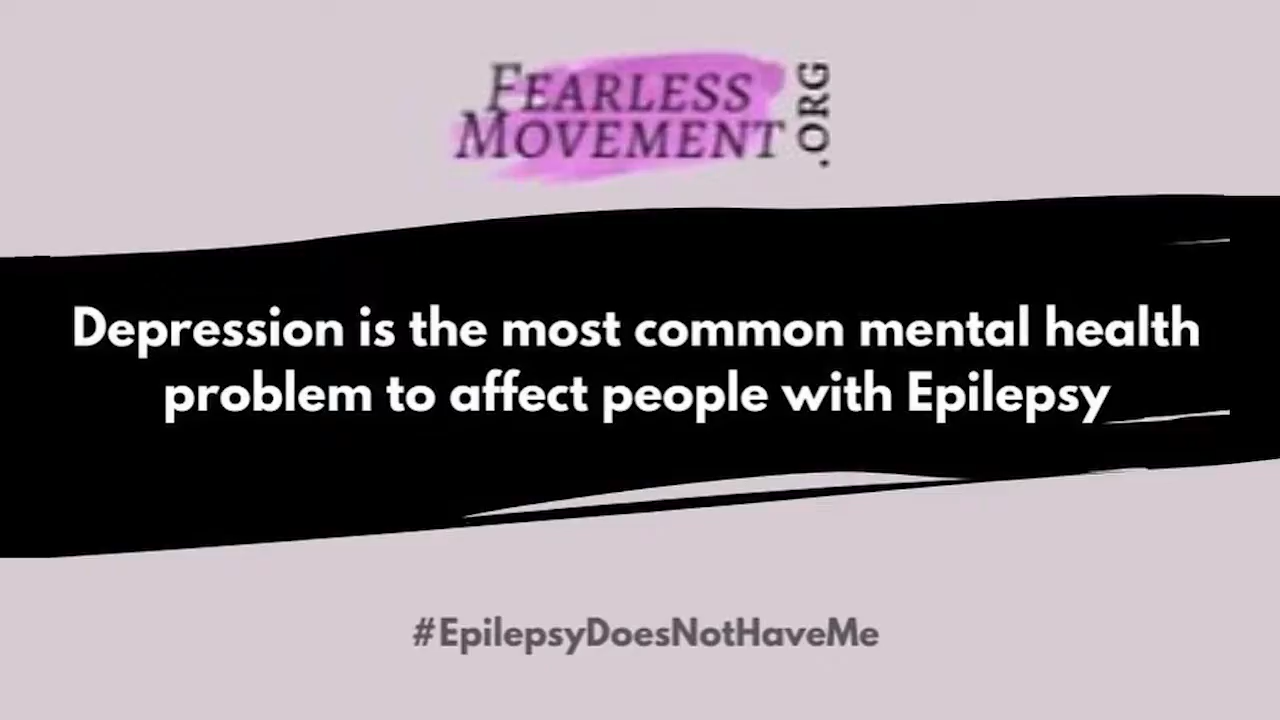 FEARLESS
MOVEMENT
.ORG
Depression is the most common mental health
problem to affect people with Epilepsy
#EpilepsyDoesNotHaveMe